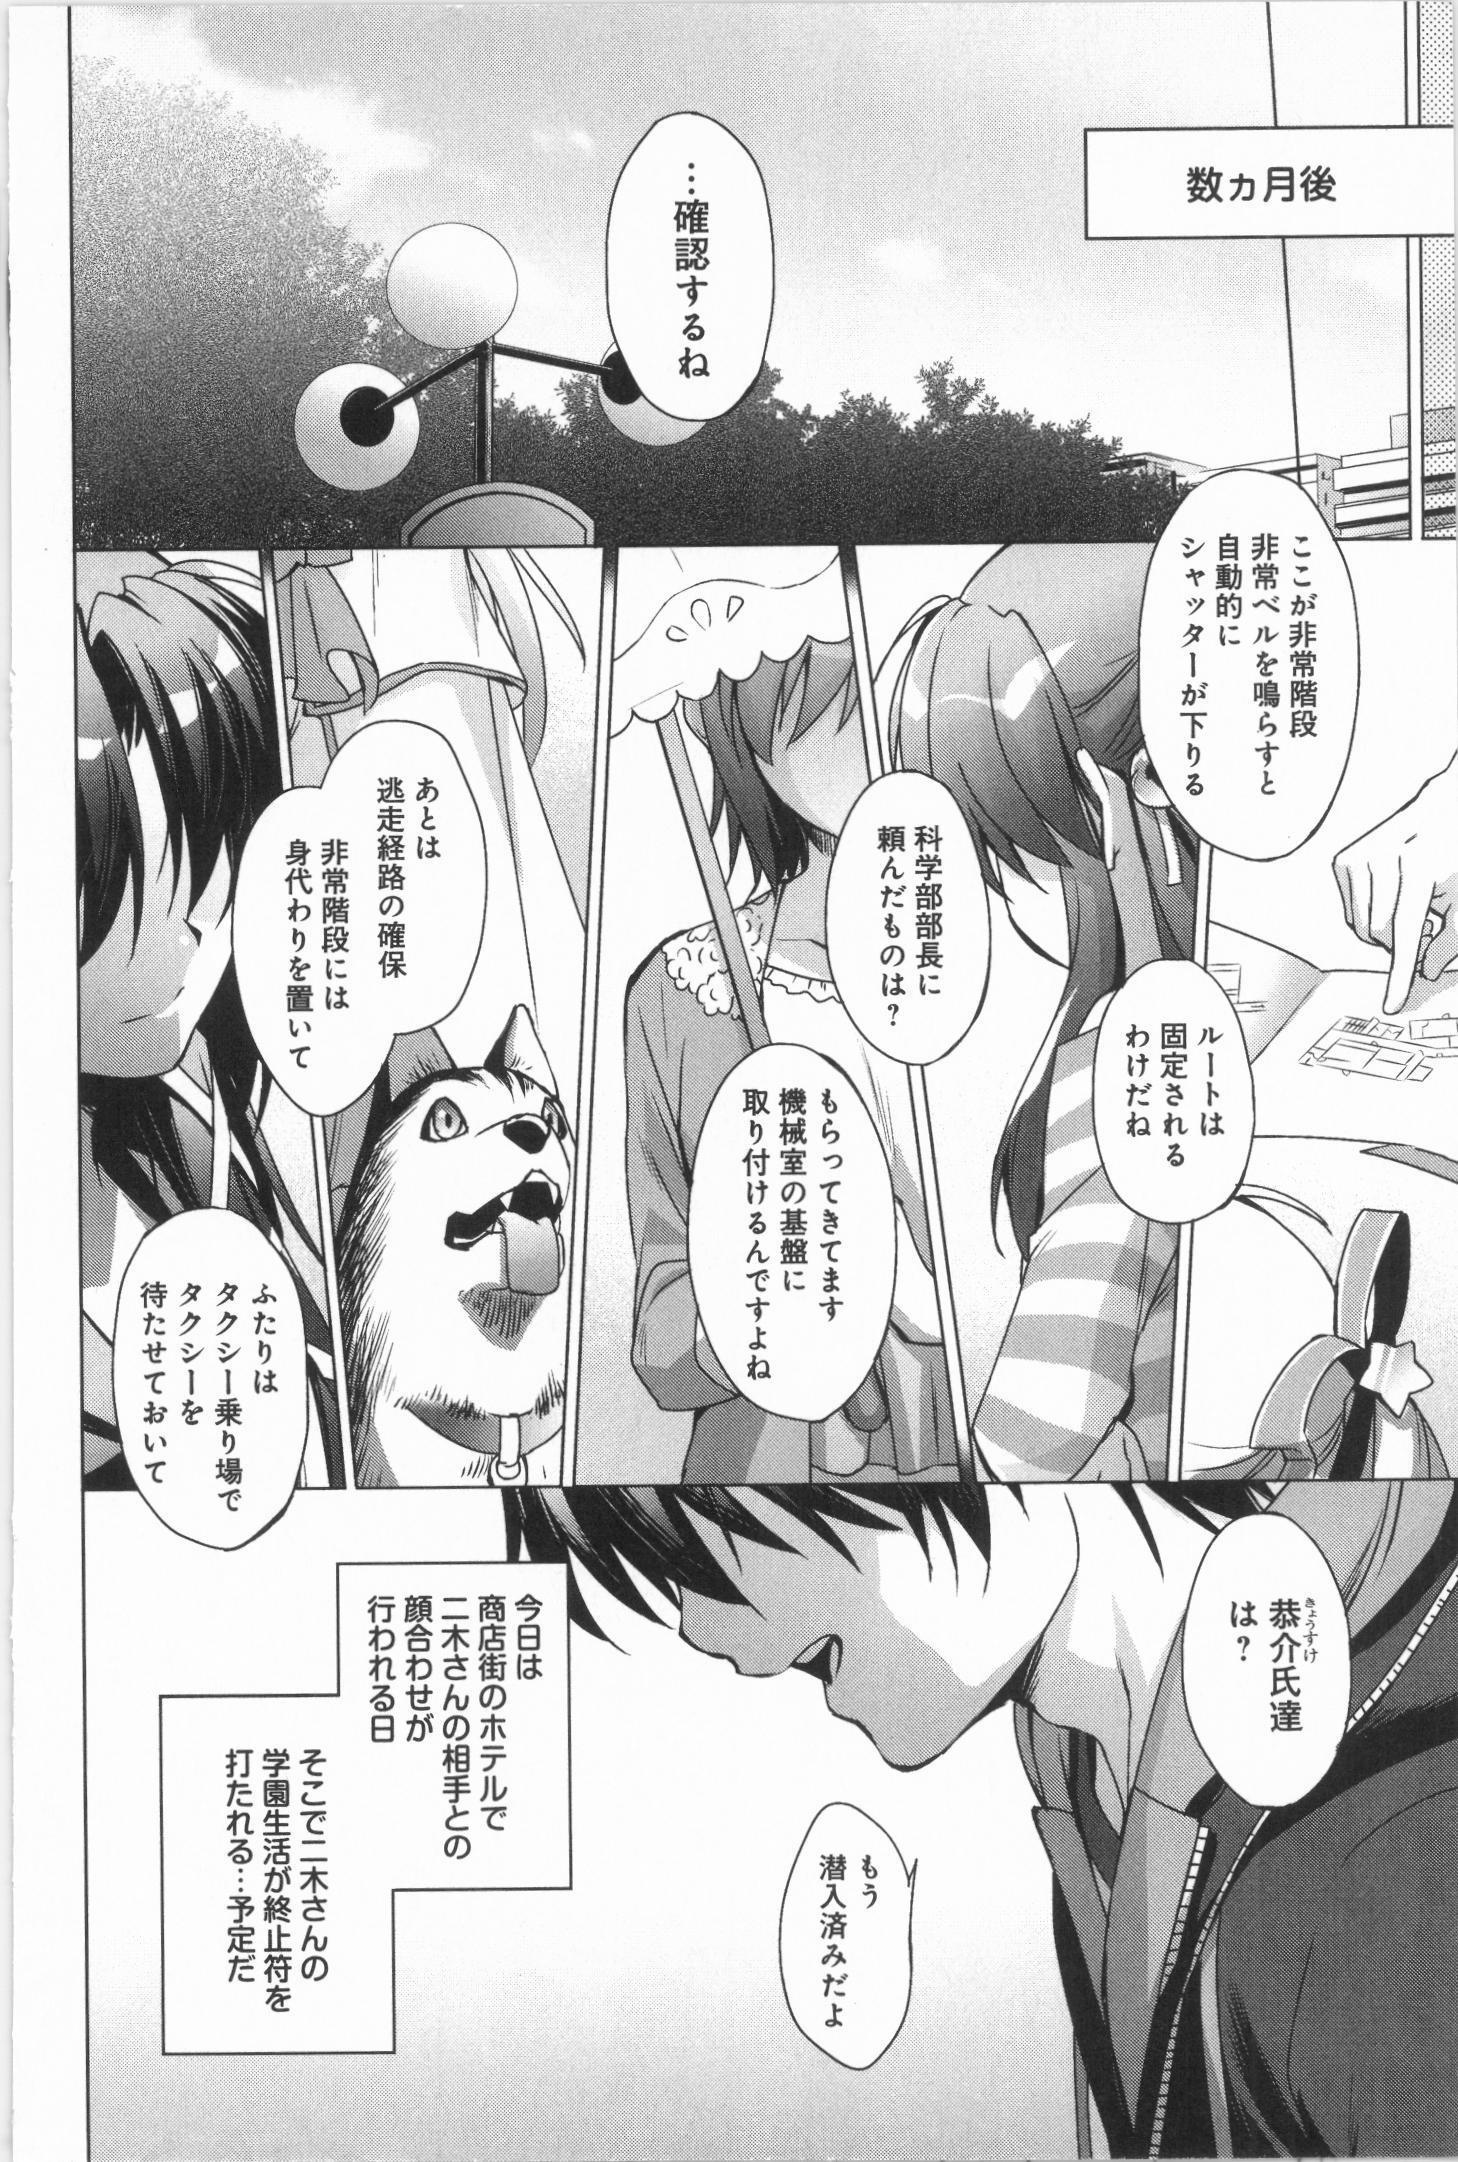 数ヵ月後
…確認するね
ここが非常階段
非常ベルを鳴らすと
自動的に
シャッターが下りる
ルートは
固定される
わけだね
科学部部長に
頼んだものは?
もらってきてます
機械室の基盤に
取り付けるんですよね
あとは
逃走経路の確保
非常階段には
身代わりを置いて
ふたりは
タクシー乗り場で
タクシーを
待たせておいて
恭介氏達
きょうすけ
は?
もう
潜入済みだよ
今日は
商店街のホテルで
二木さんの相手との
顔合わせが
行われる日
そこで二木さんの
学園生活が終止符を
打たれる…予定だ